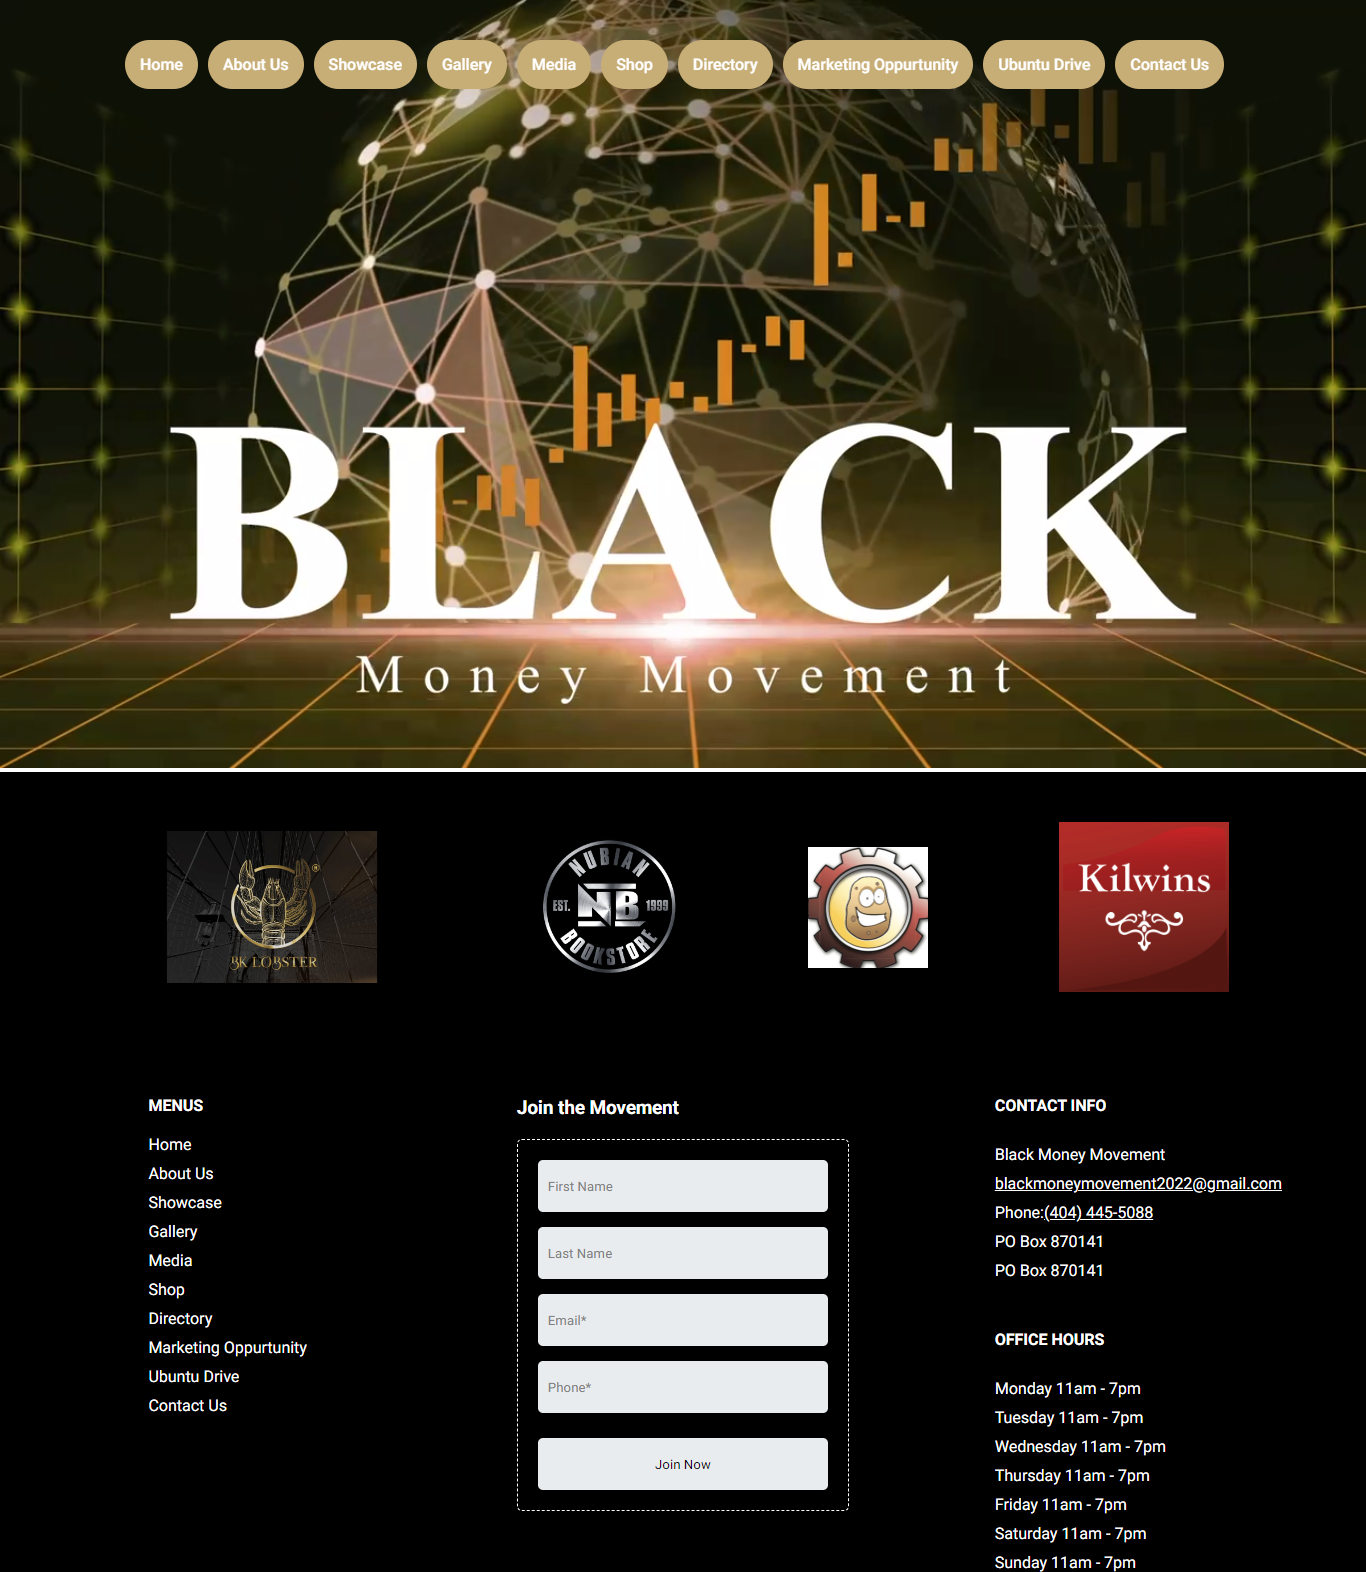 Home About Us Showcase Gallery Media Shop Directory Marketing Oppurtunity Ubuntu Drive Contact Us
BLACK
Money Movement
BK LOBSTER
NUBIAN
EST. NB 1999
BOOKSTORE
Kilwins
MENUS
Home
About Us
Showcase
Gallery
Media
Shop
Directory
Marketing Oppurtunity
Ubuntu Drive
Contact Us
Join the Movement
First Name
Last Name
Email*
Phone*
Join Now
CONTACT INFO
Black Money Movement
blackmoneymovement2022@gmail.com
Phone:(404) 445-5088
PO Box 870141
PO Box 870141
OFFICE HOURS
Monday 11am - 7pm
Tuesday 11am - 7pm
Wednesday 11am - 7pm
Thursday 11am - 7pm
Friday 11am - 7pm
Saturday 11am - 7pm
Sunday 11am - 7pm